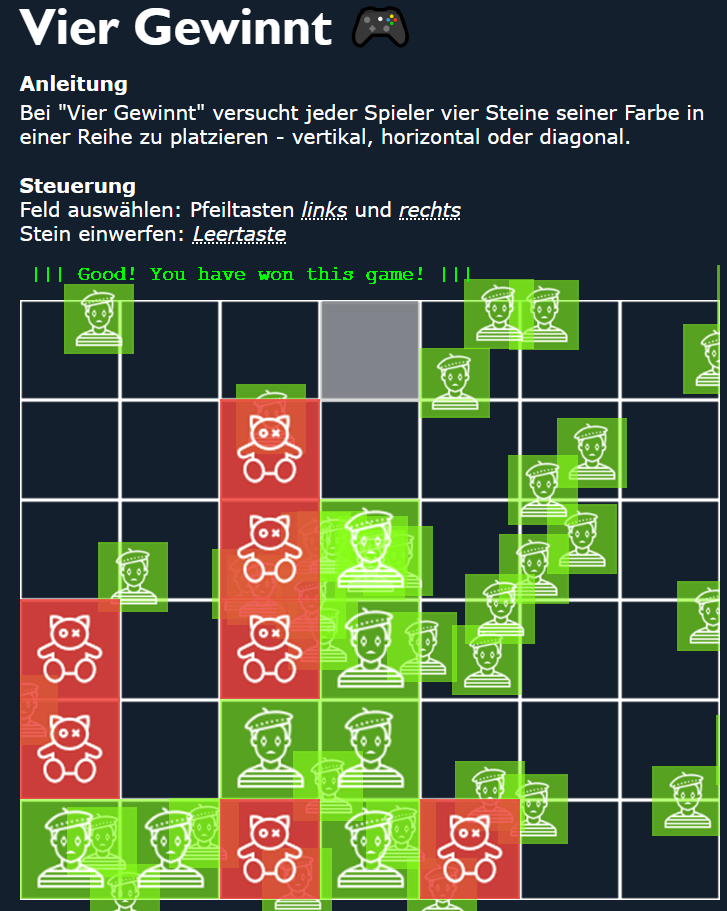 Vier Gewinnt
Anleitung
Bei "Vier Gewinnt" versucht jeder Spieler vier Steine seiner Farbe in
einer Reihe zu platzieren - vertikal, horizontal oder diagonal.
Steuerung
Feld auswählen: Pfeiltasten links und rechts
Stein einwerfen: Leertaste
||| Good! You have won this game! |||